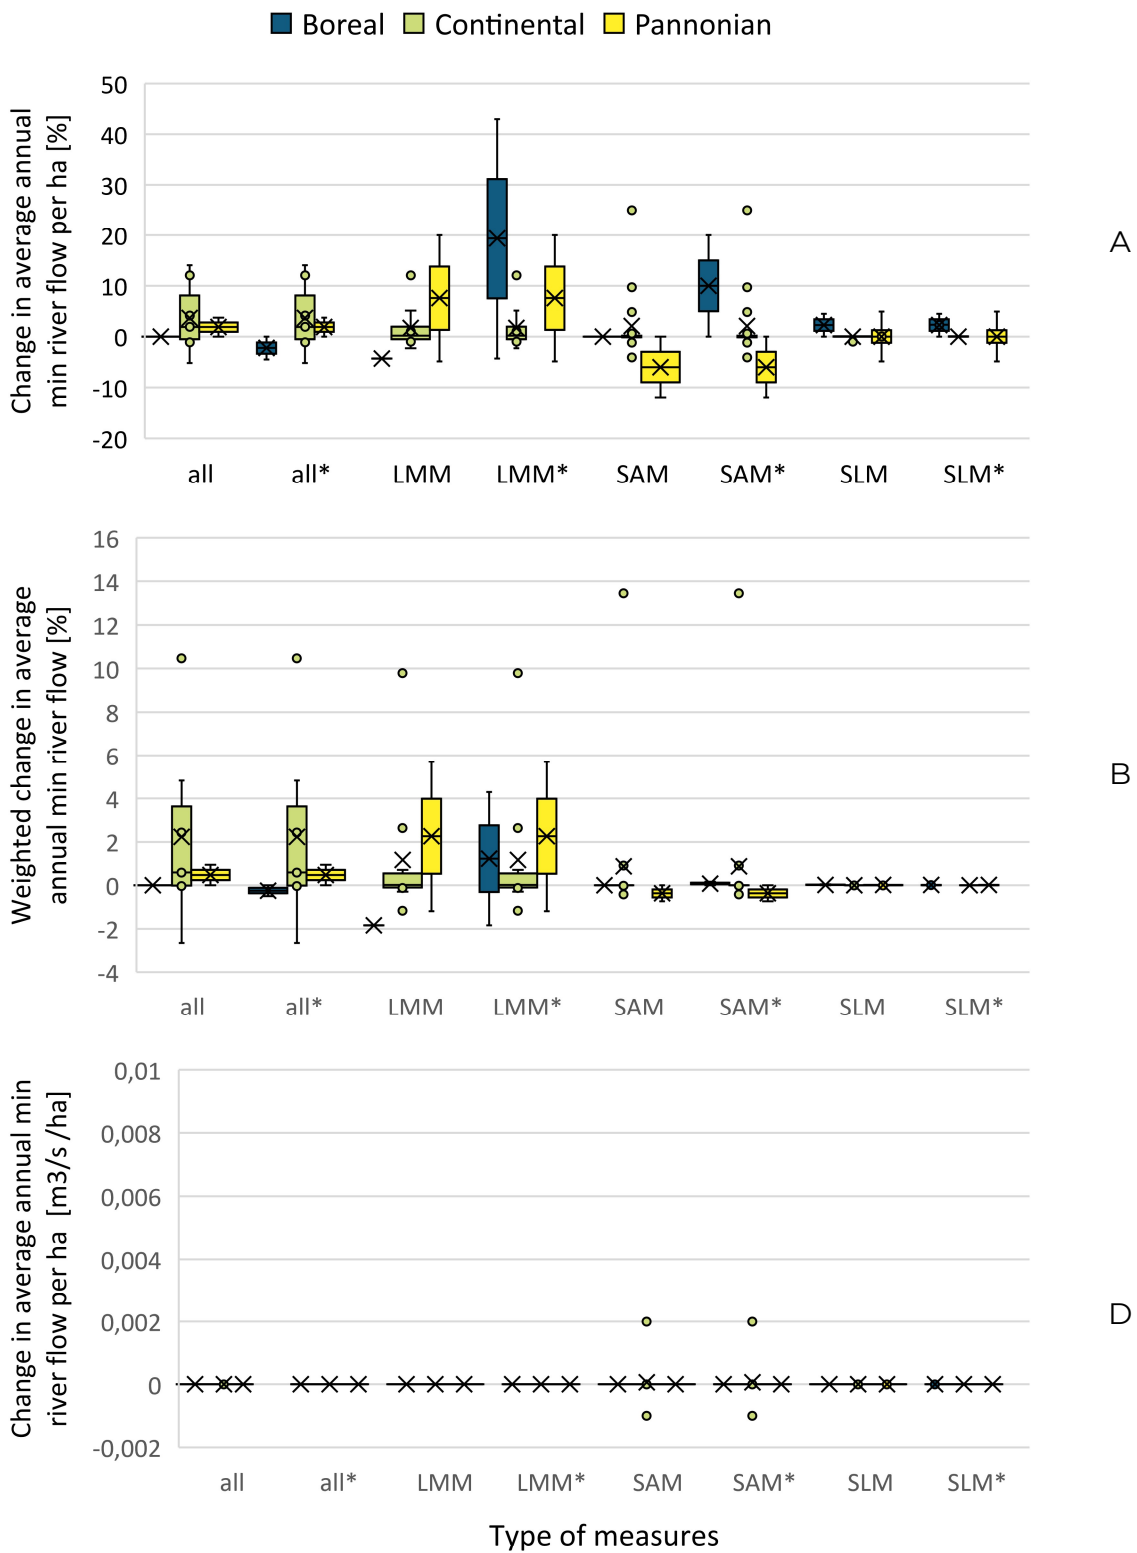 Boreal Continental Pannonian
Change in average annual
min river flow per ha [%]
50
40
30
20
10
0
-10
-20
all all* LMM LMM* SAM SAM* SLM SLM*
A
Weighted change in average
annual min river flow [%]
16
14
12
10
8
6
4
2
0
-2
-4
all all* LMM LMM* SAM SAM* SLM SLM*
B
Change in average annual min
river flow per ha [m3/s /ha]
0,01
0,008
0,006
0,004
0,002
0
-0,002
all all* LMM LMM* SAM SAM* SLM SLM*
D
Type of measures